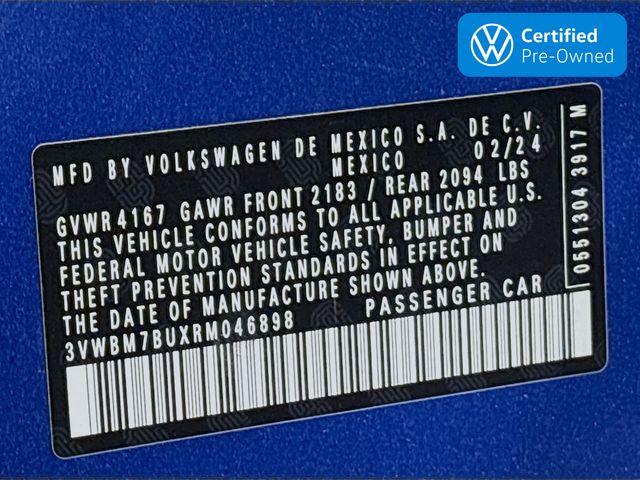 Certified
Pre-Owned
MFD BY VOLKSWAGEN DE MEXICO S.A. DE C.V.
MEXICO 02/24
GVWR 4167 GAWR FRONT 2183 / REAR 2094 LBS
THIS VEHICLE CONFORMS TO ALL APPLICABLE U.S.
FEDERAL MOTOR VEHICLE SAFETY, BUMPER AND
THEFT PREVENTION STANDARDS IN EFFECT ON
THE DATE OF MANUFACTURE SHOWN ABOVE.
3VWBM7BUXRM046898 PASSENGER CAR
0551304 3917 M